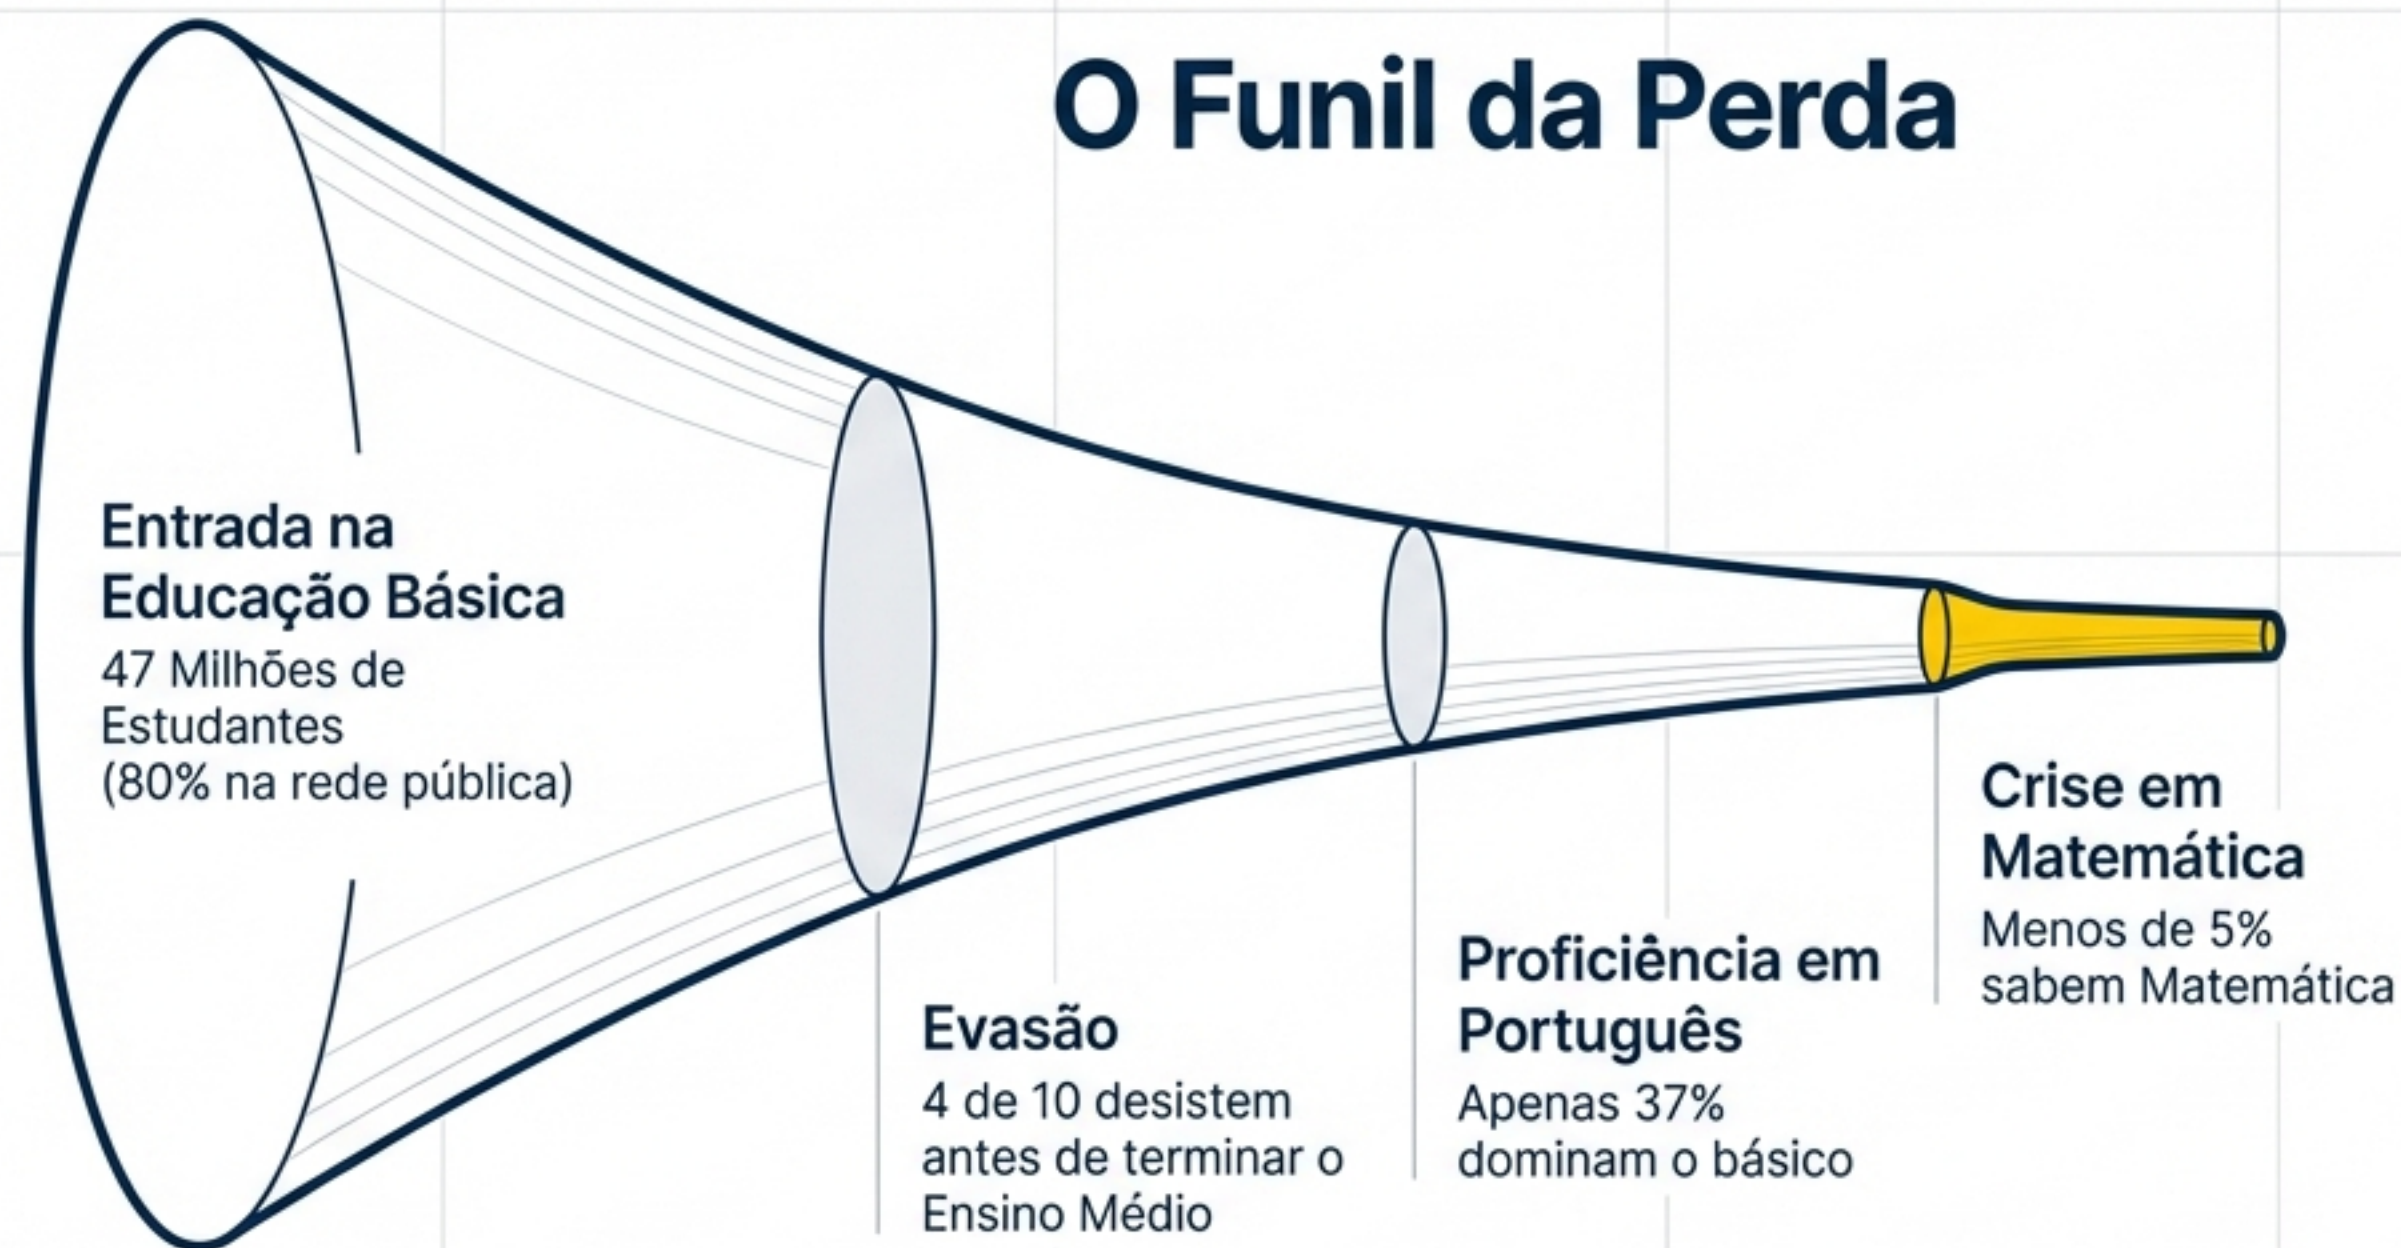 O Funil da Perda
Entrada na
Educação Básica
47 Milhões de
Estudantes
(80% na rede pública)
Evasão
4 de 10 desistem
antes de terminar o
Ensino Médio
Proficiência em
Português
Apenas 37%
dominam o básico
Crise em
Matemática
Menos de 5%
sabem Matemática